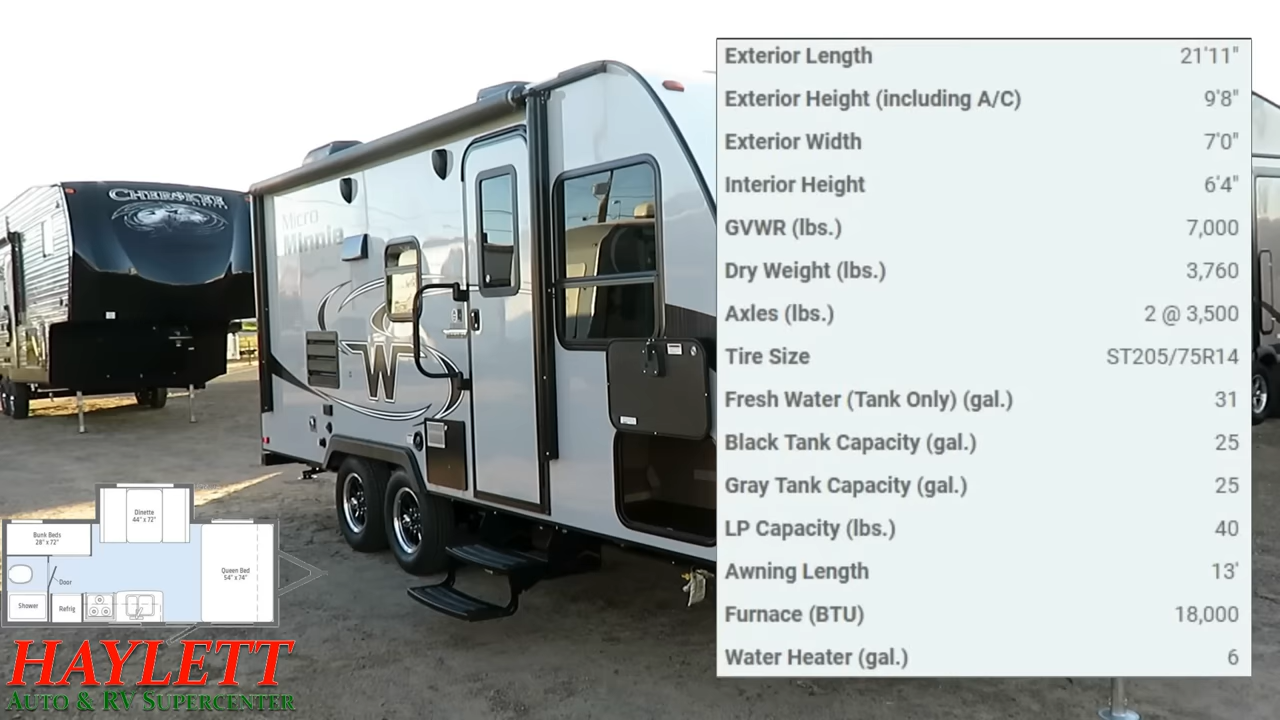 Exterior Length 21'11"
Exterior Height (including A/C) 9'8"
Exterior Width 7'0"
Interior Height 6'4"
GVWR (lbs.) 7,000
Dry Weight (lbs.) 3,760
Axles (lbs.) 2 @ 3,500
Tire Size ST205/75R14
Fresh Water (Tank Only) (gal.) 31
Black Tank Capacity (gal.) 25
Gray Tank Capacity (gal.) 25
LP Capacity (lbs.) 40
Awning Length 13'
Furnace (BTU) 18,000
Water Heater (gal.) 6
CHEROKEE
Micro
Minnie
W
Dinette
44" x 72"
Bunk Beds
28" x 72"
Door
Queen Bed
54" x 74"
Shower
Refrig
HAYLETT
AUTO & RV SUPERCENTER